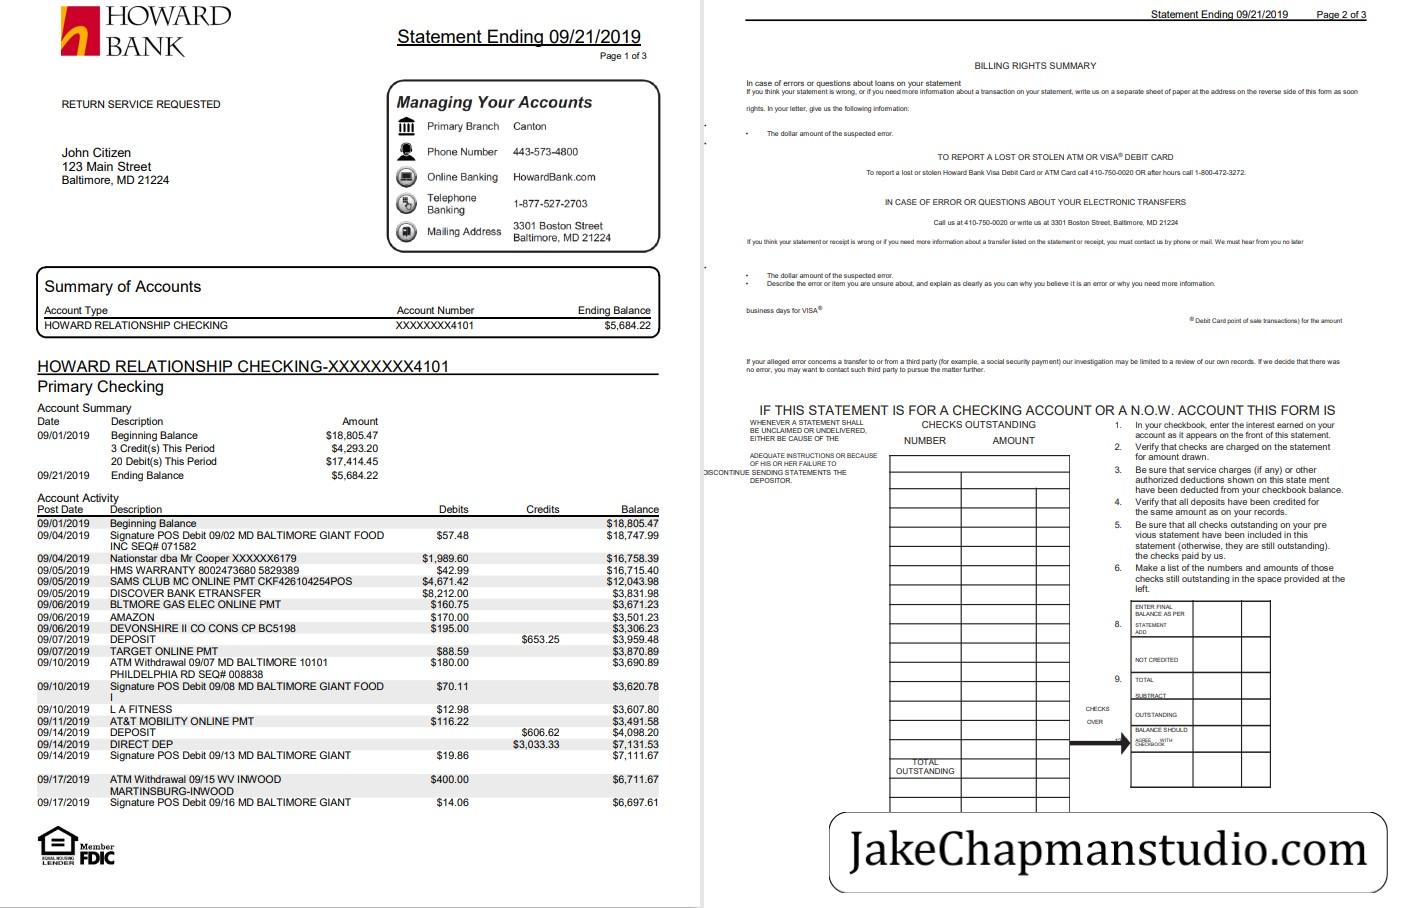 HOWARD
BANK
Statement Ending 09/21/2019
Page 1 of 3
RETURN SERVICE REQUESTED
John Citizen
123 Main Street
Baltimore, MD 21224
Managing Your Accounts
Primary Branch Canton
Phone Number 443-573-4800
Online Banking HowardBank.com
Telephone
Banking 1-877-527-2703
Mailing Address 3301 Boston Street
Baltimore, MD 21224
Summary of Accounts
Account Type Account Number Ending Balance
HOWARD RELATIONSHIP CHECKING XXXXXXXX4101 $5,684.22
HOWARD RELATIONSHIP CHECKING-XXXXXXXX4101
Primary Checking
Account Summary
Date Description Amount
09/01/2019 Beginning Balance $18,805.47
3 Credit(s) This Period $4,293.20
20 Debit(s) This Period $17,414.45
09/21/2019 Ending Balance $5,684.22
Account Activity
Post Date Description Debits Credits Balance
09/01/2019 Beginning Balance $18,805.47
09/04/2019 Signature POS Debit 09/02 MD BALTIMORE GIANT FOOD $57.48 $18,747.99
INC SEQ# 071582
09/04/2019 Nationstar dba Mr Cooper XXXXXX6179 $1,989.60 $16,758.39
09/05/2019 HMS WARRANTY 8002473680 5829389 $42.99 $16,715.40
09/05/2019 SAMS CLUB MC ONLINE PMT CKF426104254POS $4,671.42 $12,043.98
09/05/2019 DISCOVER BANK ETRANSFER $8,212.00 $3,831.98
09/06/2019 BLTMORE GAS ELEC ONLINE PMT $160.75 $3,671.23
09/06/2019 AMAZON $170.00 $3,501.23
09/06/2019 DEVONSHIRE II CO CONS CP BC5198 $195.00 $3,306.23
09/07/2019 DEPOSIT $653.25 $3,959.48
09/07/2019 TARGET ONLINE PMT $88.59 $3,870.89
09/10/2019 ATM Withdrawal 09/07 MD BALTIMORE 10101 $180.00 $3,690.89
PHILDELPHIA RD SEQ# 008838
09/10/2019 Signature POS Debit 09/08 MD BALTIMORE GIANT FOOD $70.11 $3,620.78
I
09/10/2019 L A FITNESS $12.98 $3,607.80
09/11/2019 AT&T MOBILITY ONLINE PMT $116.22 $3,491.58
09/14/2019 DEPOSIT $606.62 $4,098.20
09/14/2019 DIRECT DEP $3,033.33 $7,131.53
09/14/2019 Signature POS Debit 09/13 MD BALTIMORE GIANT $19.86 $7,111.67
09/17/2019 ATM Withdrawal 09/15 WV INWOOD $400.00 $6,711.67
MARTINSBURG-INWOOD
09/17/2019 Signature POS Debit 09/16 MD BALTIMORE GIANT $14.06 $6,697.61
EQUAL HOUSING
LENDER
Member
FDIC
Statement Ending 09/21/2019 Page 2 of 3
BILLING RIGHTS SUMMARY
In case of errors or questions about loans on your statement
If you think your statement is wrong, or if you need more information about a transaction on your statement, write us on a separate sheet of paper at the address on the reverse side of this form as soon
rights. In your letter, give us the following information:
• The dollar amount of the suspected error.
TO REPORT A LOST OR STOLEN ATM OR VISA® DEBIT CARD
To report a lost or stolen Howard Bank Visa Debit Card or ATM Card call 410-750-0020 OR after hours call 1-800-472-3272.
IN CASE OF ERROR OR QUESTIONS ABOUT YOUR ELECTRONIC TRANSFERS
Call us at 410-750-0020 or write us at 3301 Boston Street, Baltimore, MD 21224
If you think your statement or receipt is wrong or if you need more information about a transfer listed on the statement or receipt, you must contact us by phone or mail. We must hear from you no later
• The dollar amount of the suspected error.
• Describe the error or item you are unsure about, and explain as clearly as you can why you believe it is an error or why you need more information.
business days for VISA®
® Debit Card point of sale transactions) for the amount
If your alleged error concerns a transfer to or from a third party (for example, a social security payment) our investigation may be limited to a review of our own records. If we decide that there was
no error, you may want to contact such third party to pursue the matter further.
IF THIS STATEMENT IS FOR A CHECKING ACCOUNT OR A N.O.W. ACCOUNT THIS FORM IS
WHENEVER A STATEMENT SHALL
BE UNCLAIMED OR UNDELIVERED,
EITHER BE CAUSE OF THE
ADEQUATE INSTRUCTIONS OR BECAUSE
OF HIS OR HER FAILURE TO
DISCONTINUE SENDING STATEMENTS THE
DEPOSITOR.
CHECKS OUTSTANDING
NUMBER AMOUNT
TOTAL
OUTSTANDING
1. In your checkbook, enter the interest earned on your
account as it appears on the front of this statement.
2. Verify that checks are charged on the statement
for amount drawn.
3. Be sure that service charges (if any) or other
authorized deductions shown on this state ment
have been deducted from your checkbook balance.
4. Verify that all deposits have been credited for
the same amount as on your records.
5. Be sure that all checks outstanding on your pre
vious statement have been included in this
statement (otherwise, they are still outstanding).
the checks paid by us.
6. Make a list of the numbers and amounts of those
checks still outstanding in the space provided at the
left.
ENTER FINAL
BALANCE AS PER
8. STATEMENT
ADD
NOT CREDITED
9. TOTAL
SUBTRACT
CHECKS
OUTSTANDING
OVER
BALANCE SHOULD
AGREE WITH
CHECKBOOK
JakeChapmanstudio.com